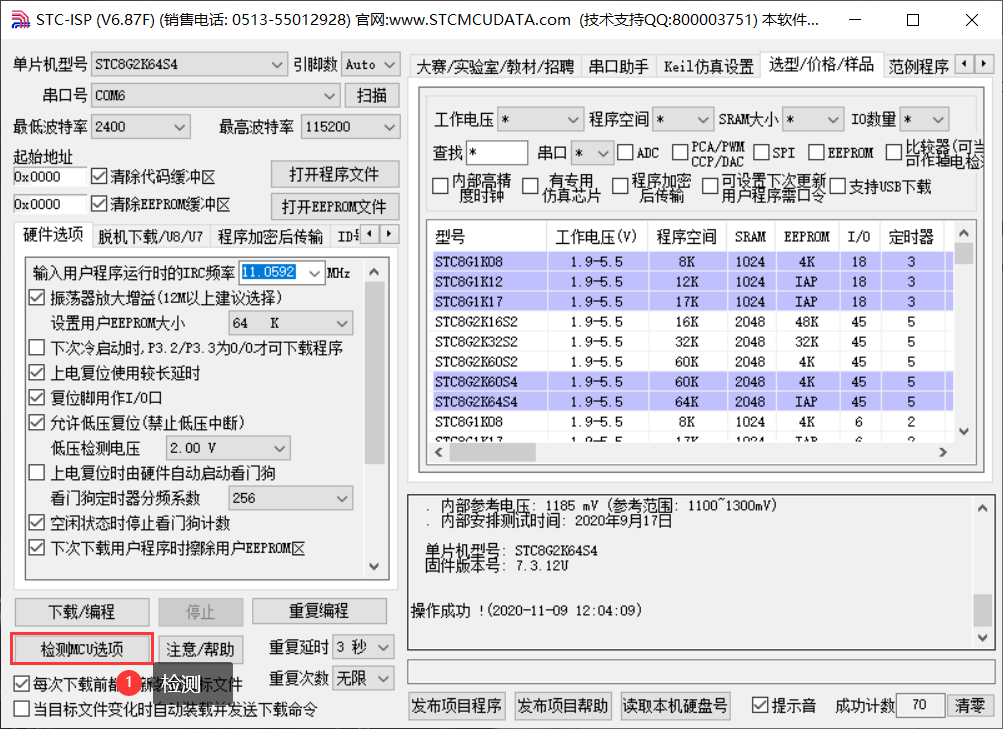 STC-ISP (V6.87F) (销售电话: 0513-55012928) 官网:www.STCMCUDATA.com (技术支持QQ:800003751) 本软件...
单片机型号 STC8G2K64S4 引脚数 Auto
串口号 COM6 扫描
最低波特率 2400 最高波特率 115200
起始地址
0x0000 清除代码缓冲区 打开程序文件
0x0000 清除EEPROM缓冲区 打开EEPROM文件
硬件选项 脱机下载/U8/U7 程序加密后传输
输入用户程序运行时的IRC频率 11.0592 MHz
振荡器放大增益(12M以上建议选择)
设置用户EEPROM大小 64 K
下次冷启动时,P3.2/P3.3为0/0才可下载程序
上电复位使用较长延时
复位脚用作I/O口
允许低压复位(禁止低压中断)
低压检测电压 2.00 V
上电复位时由硬件自动启动看门狗
看门狗定时器分频系数 256
空闲状态时停止看门狗计数
下次下载用户程序时擦除用户EEPROM区
下载/编程 停止 重复编程
检测MCU选项 注意/帮助 重复延时 3 秒
1 检测
每次下载前 文件 重复次数 无限
当目标文件变化时自动装载并发送下载命令
大赛/实验室/教材/招聘 串口助手 Keil仿真设置 选型/价格/样品 范例程序
工作电压 * 程序空间 * SRAM大小 * IO数量 *
查找 * 串口 * ADC PCA/PWM CCP/DAC SPI EEPROM 比较器(可当 可作掉电检
内部高精度时钟 有专用仿真芯片 程序加密后传输 可设置下次更新用户程序需口令 支持USB下载
型号 工作电压(V) 程序空间 SRAM EEPROM I/O 定时器
STC8G1K08 1.9-5.5 8K 1024 4K 18 3
STC8G1K12 1.9-5.5 12K 1024 IAP 18 3
STC8G1K17 1.9-5.5 17K 1024 IAP 18 3
STC8G2K16S2 1.9-5.5 16K 2048 48K 45 5
STC8G2K32S2 1.9-5.5 32K 2048 32K 45 5
STC8G2K60S2 1.9-5.5 60K 2048 4K 45 5
STC8G2K60S4 1.9-5.5 60K 2048 4K 45 5
STC8G2K64S4 1.9-5.5 64K 2048 IAP 45 5
STC8G1K08 1.9-5.5 8K 1024 4K 6 2
STC8G1K17 1.9-5.5 17K 1024 IAP 6 2
. 内部参考电压: 1185 mV (参考范围: 1100~1300mV)
. 内部安排测试时间: 2020年9月17日
单片机型号: STC8G2K64S4
固件版本号: 7.3.12U
操作成功 !(2020-11-09 12:04:09)
发布项目程序 发布项目帮助 读取本机硬盘号 提示音 成功计数 70 清零